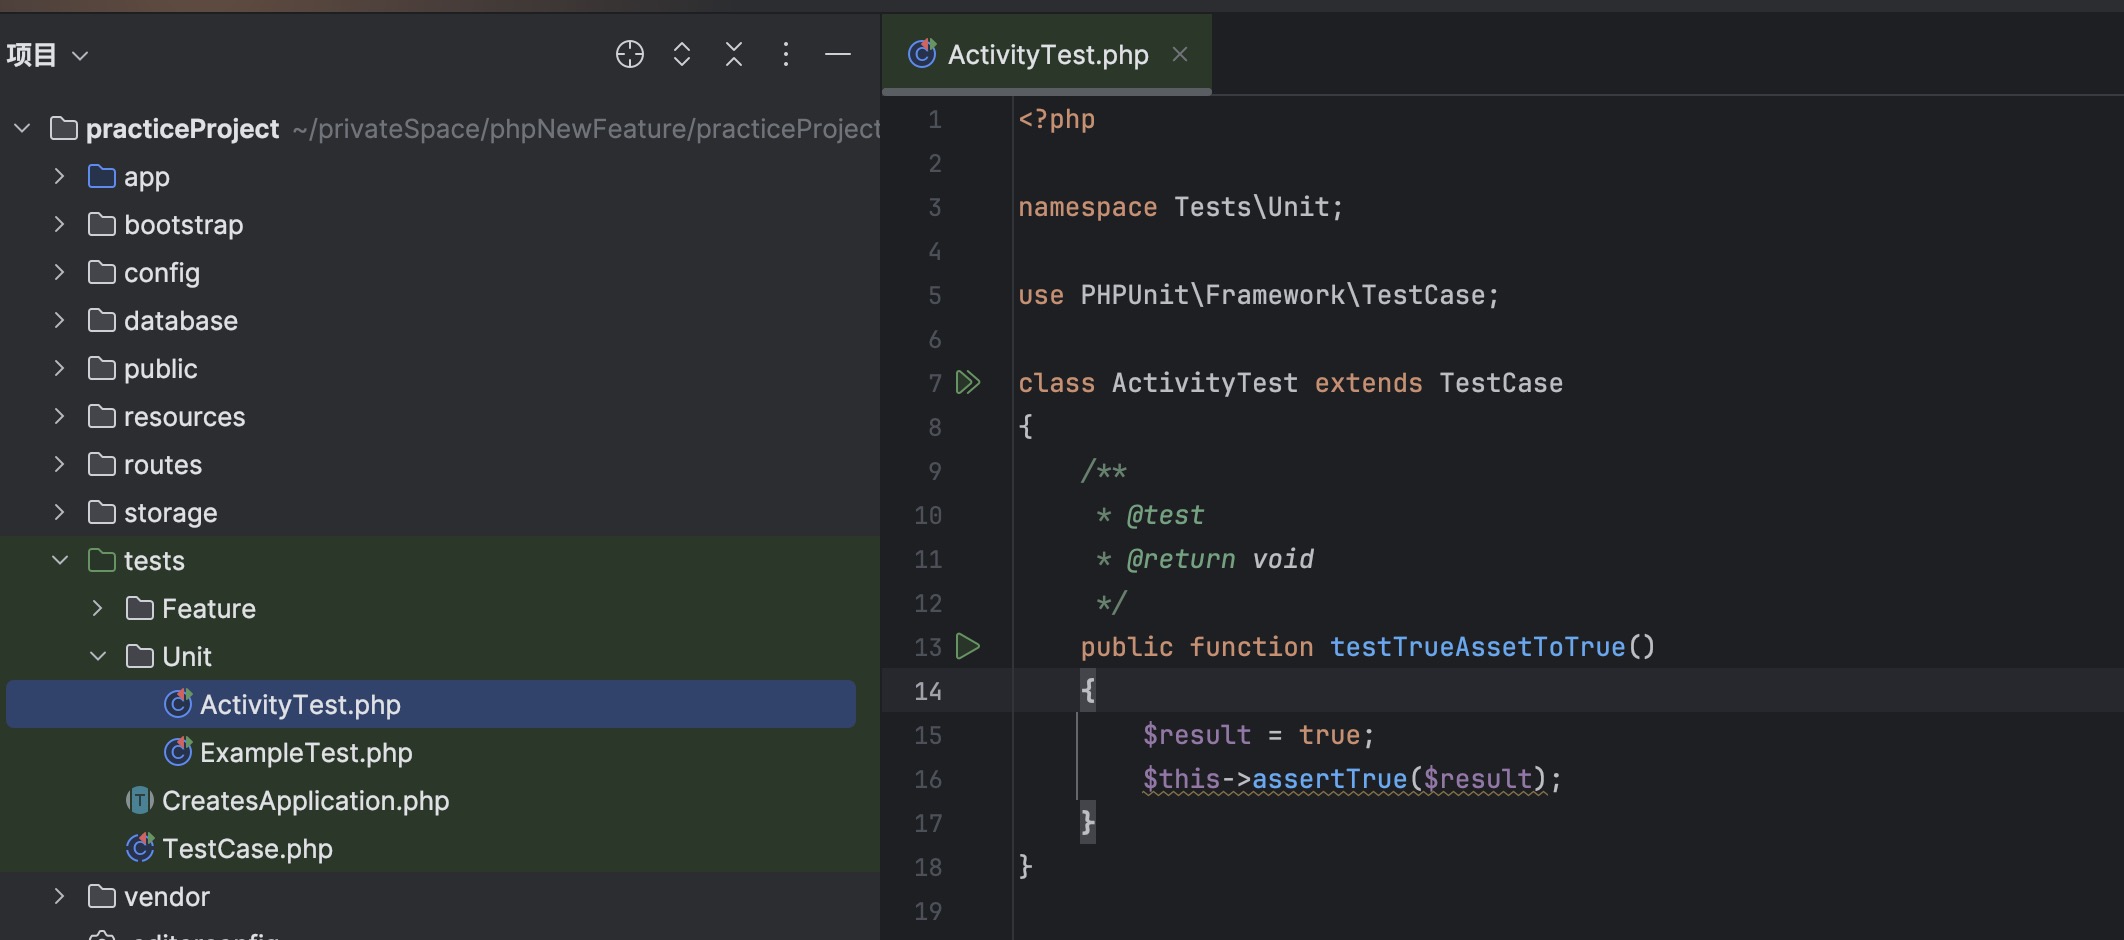 项目
practiceProject ~/privateSpace/phpNewFeature/practiceProject
app
bootstrap
config
database
public
resources
routes
storage
tests
Feature
Unit
ActivityTest.php
ExampleTest.php
CreatesApplication.php
TestCase.php
vendor
ActivityTest.php
1 <?php
2
3 namespace Tests\Unit;
4
5 use PHPUnit\Framework\TestCase;
6
7 class ActivityTest extends TestCase
8 {
9 /**
10 * @test
11 * @return void
12 */
13 public function testTrueAssetToTrue()
14 {
15 $result = true;
16 $this->assertTrue($result);
17 }
18 }
19